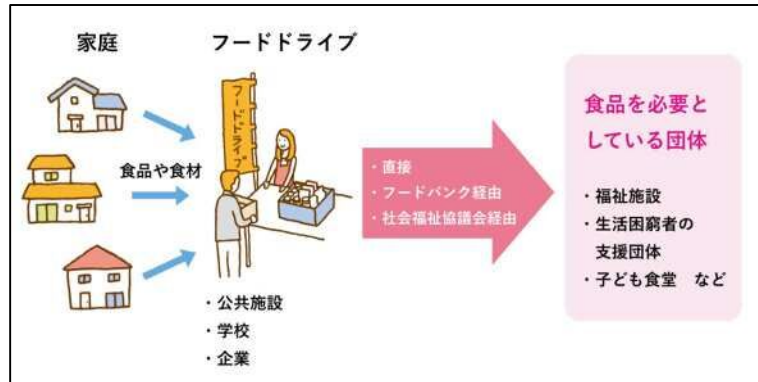 家庭
フードドライブ
フードドライブ
食品や食材
・公共施設
・学校
・企業
・直接
・フードバンク経由
・社会福祉協議会経由
食品を必要と
している団体
・福祉施設
・生活困窮者の
支援団体
・子ども食堂　など